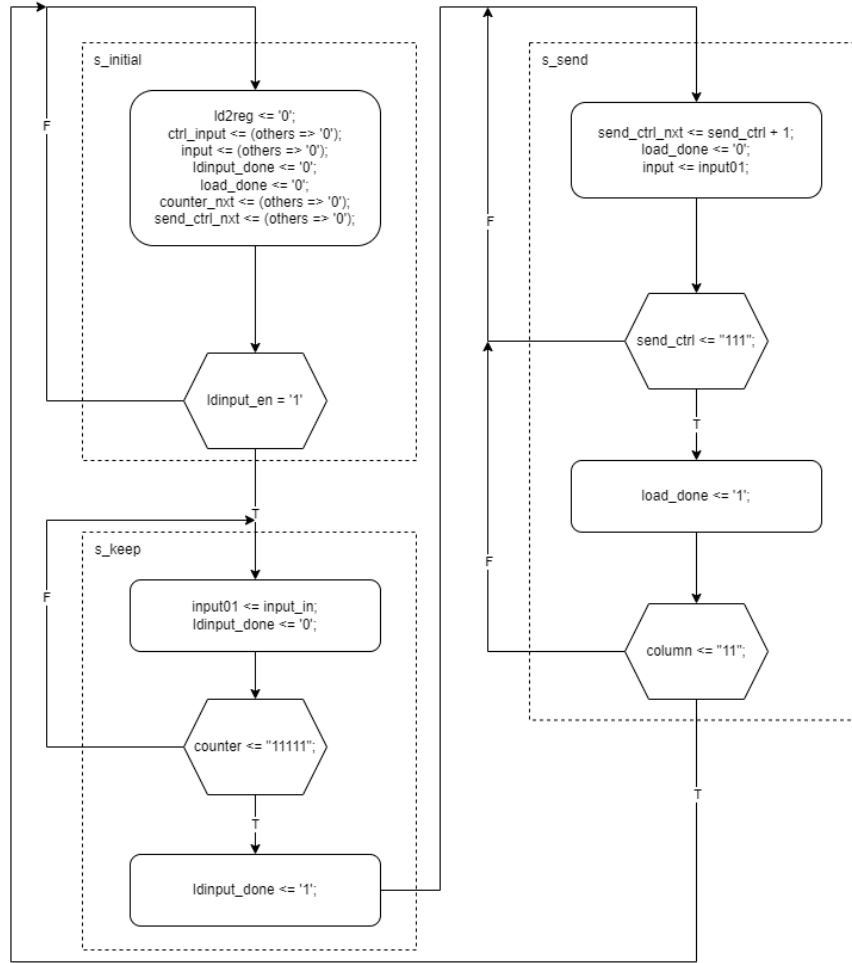 s_initial
ld2reg <= '0';
ctrl_input <= (others => '0');
input <= (others => '0');
ldinput_done <= '0';
load_done <= '0';
counter_nxt <= (others => '0');
send_ctrl_nxt <= (others => '0');
F
ldinput_en = '1'
T
s_keep
input01 <= input_in;
ldinput_done <= '0';
F
counter <= "11111";
T
ldinput_done <= '1';
s_send
send_ctrl_nxt <= send_ctrl + 1;
load_done <= '0';
input <= input01;
F
send_ctrl <= "111";
T
load_done <= '1';
F
column <= "11";
T